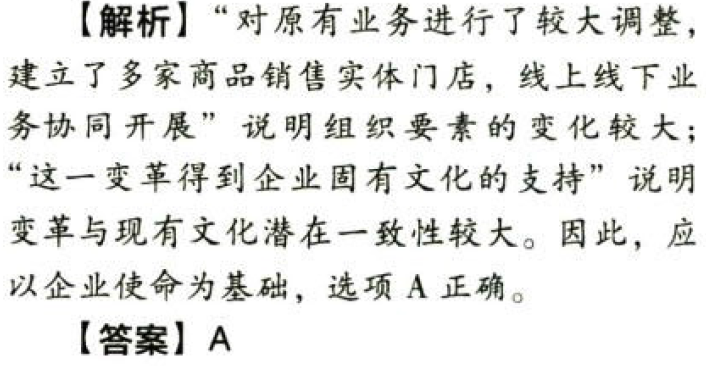 【解析】“对原有业务进行了较大调整，
建立了多家商品销售实体门店，线上线下业
务协同开展”说明组织要素的变化较大；
“这一变革得到企业固有文化的支持”说明
变革与现有文化潜在一致性较大。因此，应
以企业使命为基础，选项 A 正确。
【答案】A